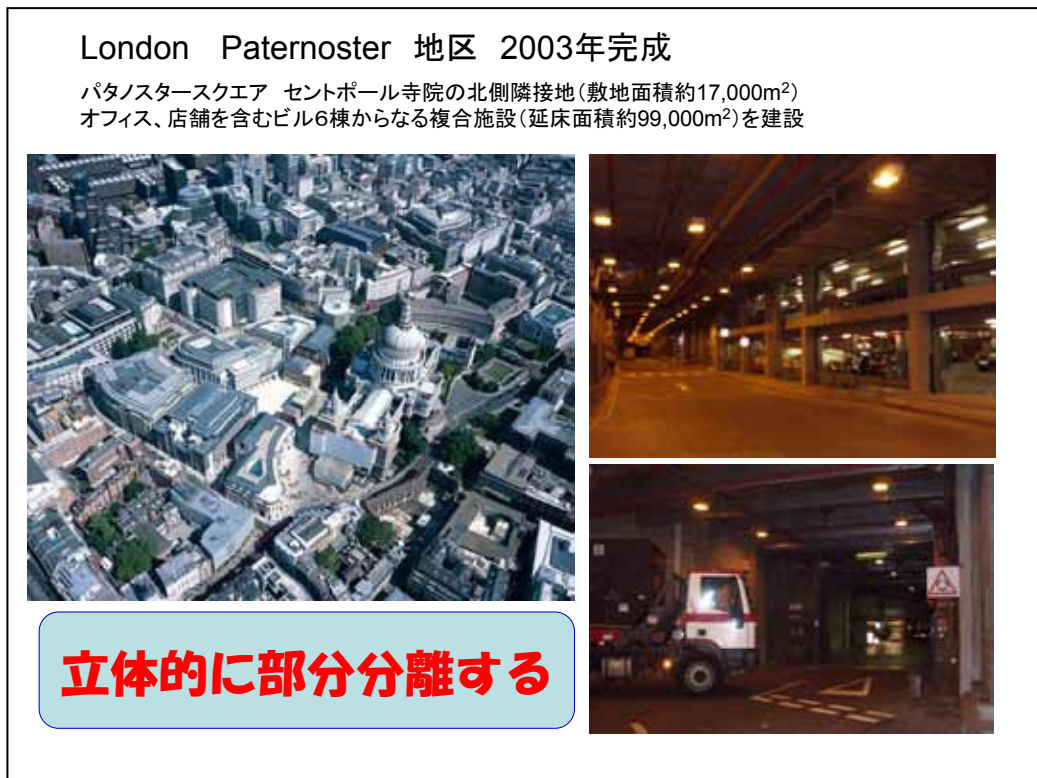 London　Paternoster　地区　2003年完成
パタノスタースクエア　セントポール寺院の北側隣接地（敷地面積約17,000m²）
オフィス、店舗を含むビル６棟からなる複合施設（延床面積約99,000m²）を建設
立体的に部分分離する